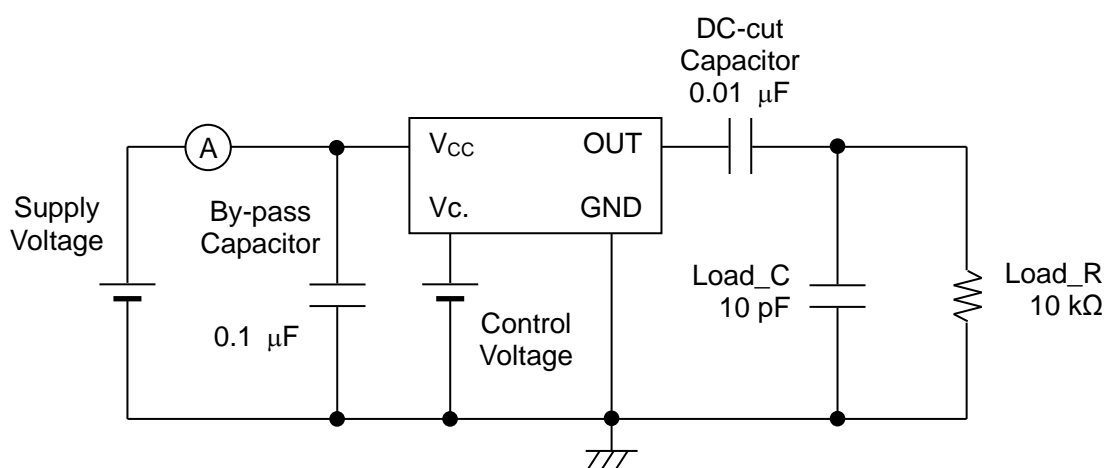 DC-cut
Capacitor
0.01 μF
A
V_CC
OUT
Supply
Voltage
By-pass
Capacitor
Vc.
GND
0.1 μF
Control
Voltage
Load_C
10 pF
Load_R
10 kΩ